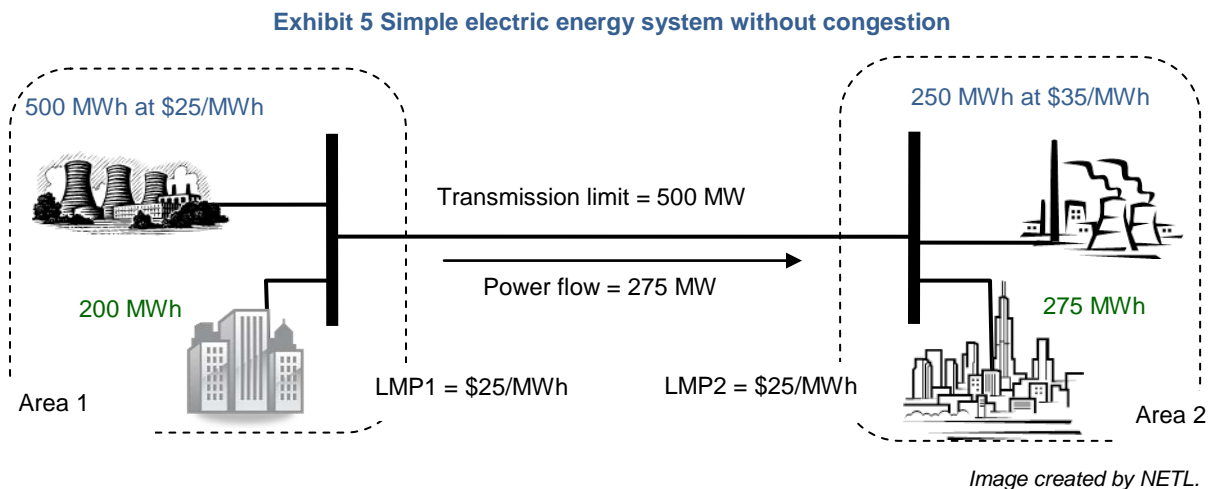 Exhibit 5 Simple electric energy system without congestion
500 MWh at $25/MWh
250 MWh at $35/MWh
Transmission limit = 500 MW
Power flow = 275 MW
200 MWh
275 MWh
LMP1 = $25/MWh
LMP2 = $25/MWh
Area 1
Area 2
Image created by NETL.